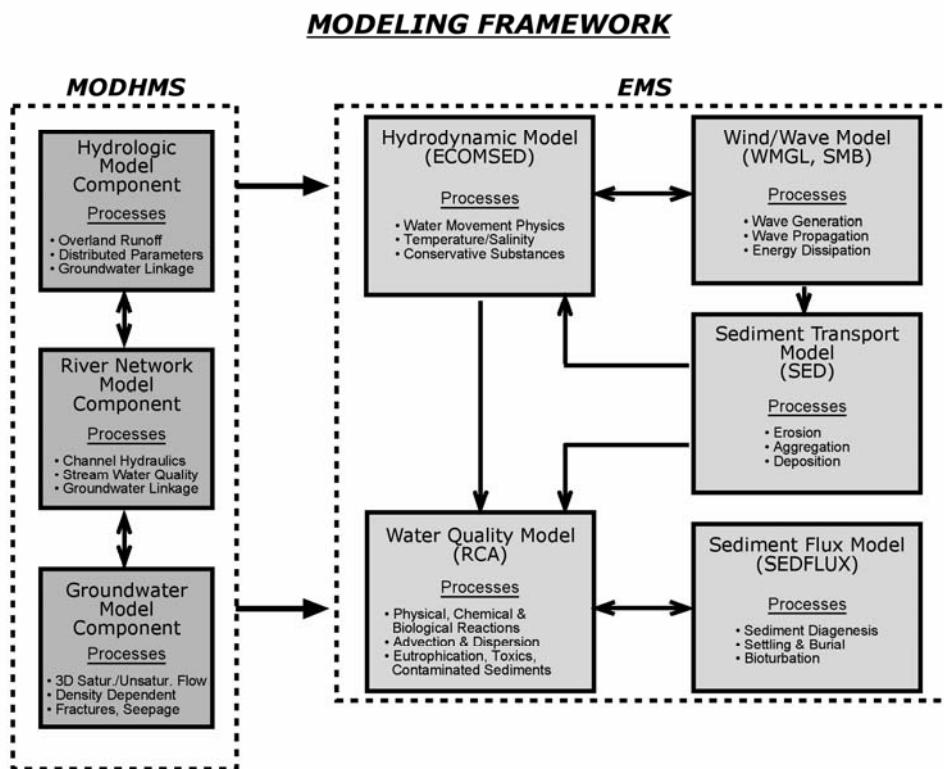 MODELING FRAMEWORK
MODHMS
Hydrologic
Model
Component
Processes
• Overland Runoff
• Distributed Parameters
• Groundwater Linkage
River Network
Model
Component
Processes
• Channel Hydraulics
• Stream Water Quality
• Groundwater Linkage
Groundwater
Model
Component
Processes
• 3D Satur./Unsatur. Flow
• Density Dependent
• Fractures, Seepage
EMS
Hydrodynamic Model
(ECOMSED)
Processes
• Water Movement Physics
• Temperature/Salinity
• Conservative Substances
Wind/Wave Model
(WMGL, SMB)
Processes
• Wave Generation
• Wave Propagation
• Energy Dissipation
Sediment Transport
Model
(SED)
Processes
• Erosion
• Aggregation
• Deposition
Water Quality Model
(RCA)
Processes
• Physical, Chemical &
Biological Reactions
• Advection & Dispersion
• Eutrophication, Toxics,
Contaminated Sediments
Sediment Flux Model
(SEDFLUX)
Processes
• Sediment Diagenesis
• Settling & Burial
• Bioturbation